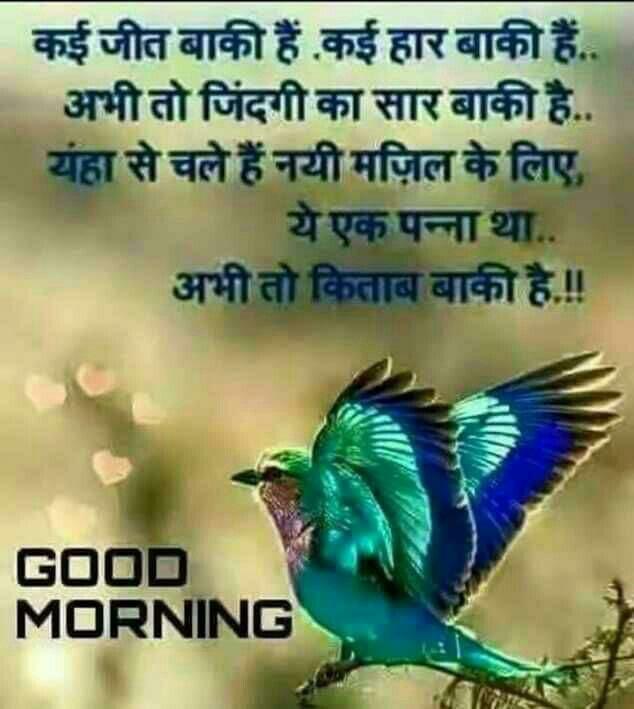 कई जीत बाकी हैं .कई हार बाकी हैं..
अभी तो जिंदगी का सार बाकी है..
यंहा से चले हैं नयी मज़िल के लिए,
ये एक पन्ना था..
अभी तो किताब बाकी है.!!
GOOD
MORNING